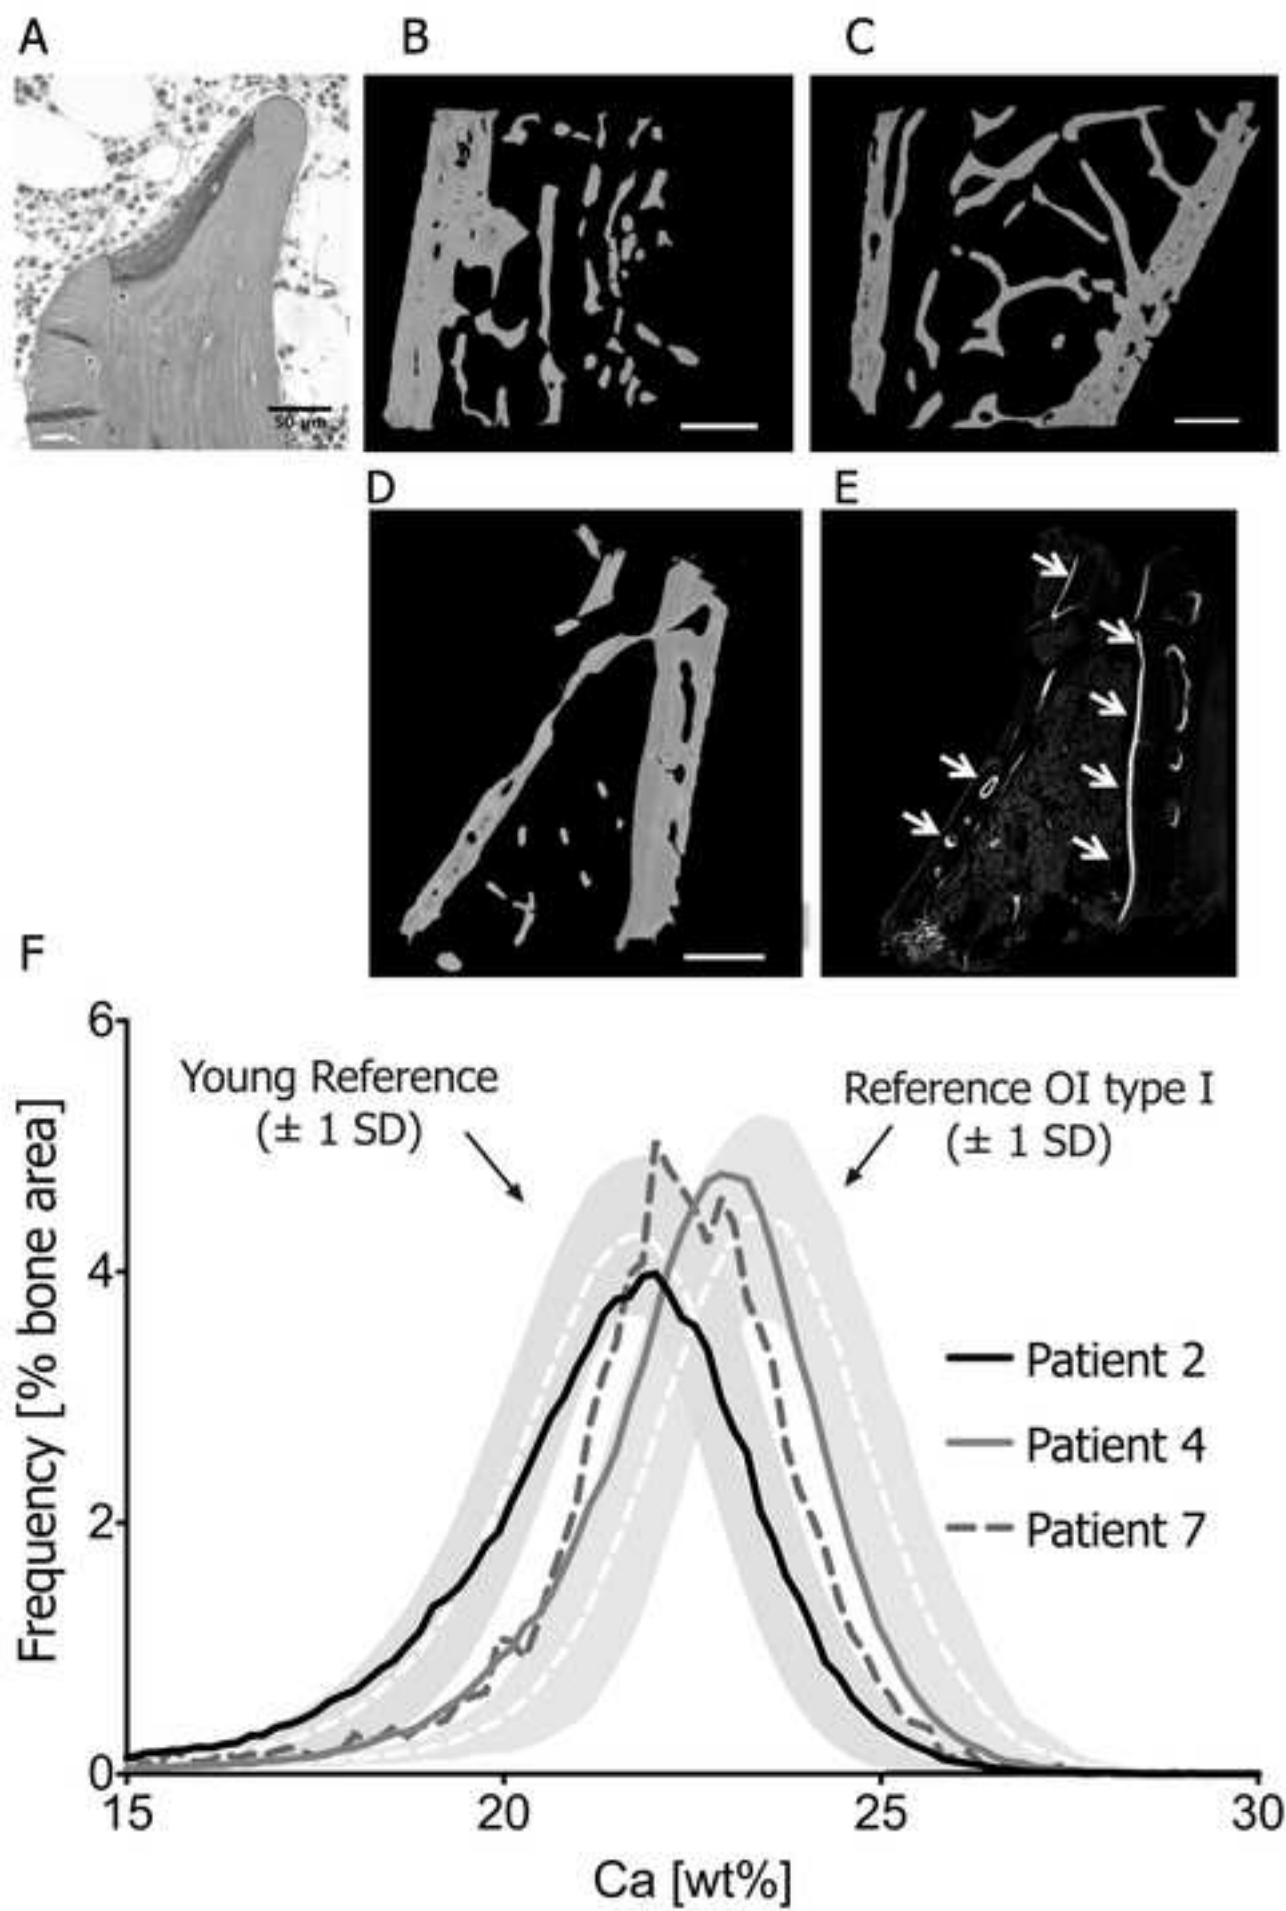 A
B
C
50 µm
D
E
F
Young Reference
(± 1 SD)
Reference OI type I
(± 1 SD)
Frequency [% bone area]
6
4
2
0
Patient 2
Patient 4
Patient 7
15
20
25
30
Ca [wt%]